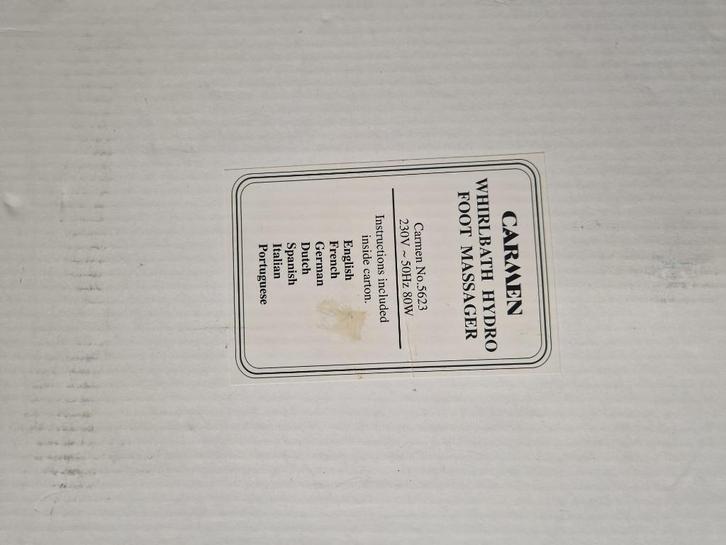 CARMEN
WHIRLBATH HYDRO
FOOT MASSAGER
Carmen No.5623
230V ~ 50Hz 80W
Instructions included
inside carton.
English
French
German
Dutch
Spanish
Italian
Portuguese